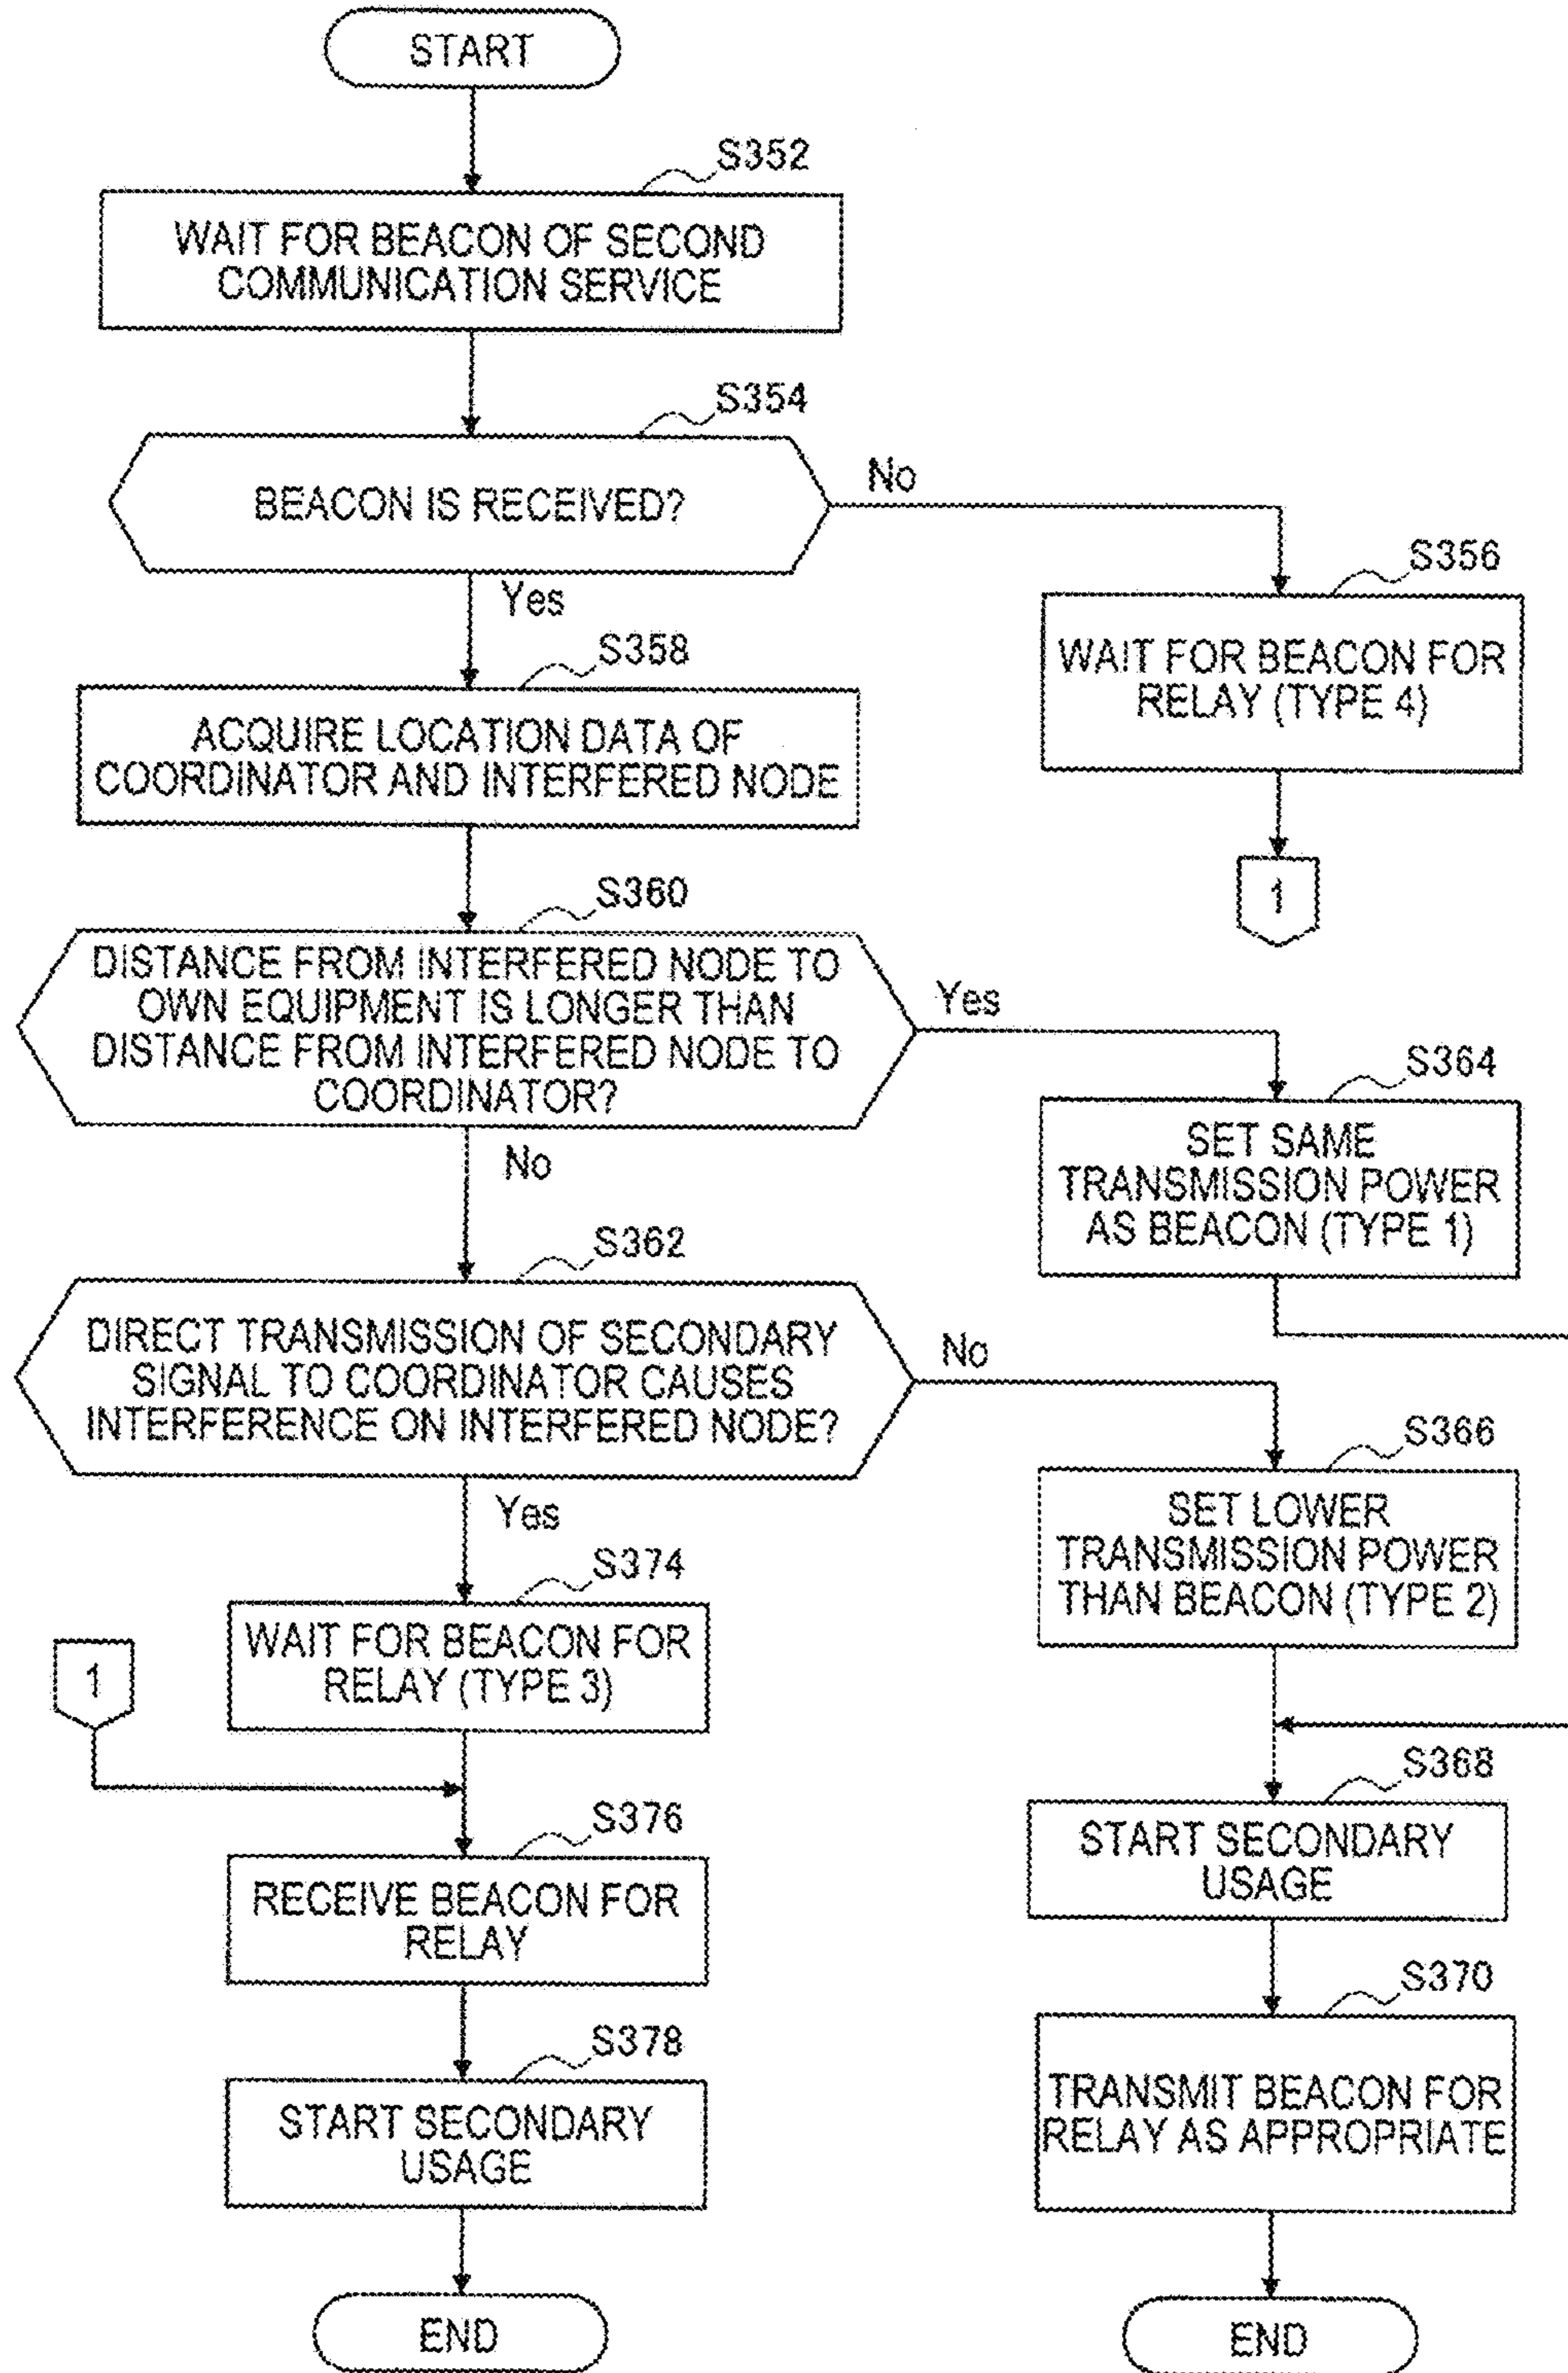 START
S352
WAIT FOR BEACON OF SECOND
COMMUNICATION SERVICE
S354
BEACON IS RECEIVED?
No
Yes
S356
WAIT FOR BEACON FOR
RELAY (TYPE 4)
1
S358
ACQUIRE LOCATION DATA OF
COORDINATOR AND INTERFERED NODE
S360
DISTANCE FROM INTERFERED NODE TO
OWN EQUIPMENT IS LONGER THAN
DISTANCE FROM INTERFERED NODE TO
COORDINATOR?
Yes
No
S364
SET SAME
TRANSMISSION POWER
AS BEACON (TYPE 1)
S362
DIRECT TRANSMISSION OF SECONDARY
SIGNAL TO COORDINATOR CAUSES
INTERFERENCE ON INTERFERED NODE?
No
Yes
S366
SET LOWER
TRANSMISSION POWER
THAN BEACON (TYPE 2)
S374
WAIT FOR BEACON FOR
RELAY (TYPE 3)
1
S368
START SECONDARY
USAGE
S376
RECEIVE BEACON FOR
RELAY
S370
TRANSMIT BEACON FOR
RELAY AS APPROPRIATE
S378
START SECONDARY
USAGE
END
END